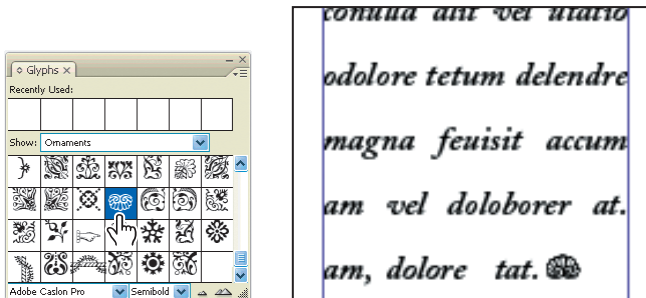 Glyphs
Recently Used:
Show: Ornaments
Adobe Caslon Pro Semibold
odolore tetum delendre
magna feuisit accum
am vel doloborer at.
am, dolore tat.